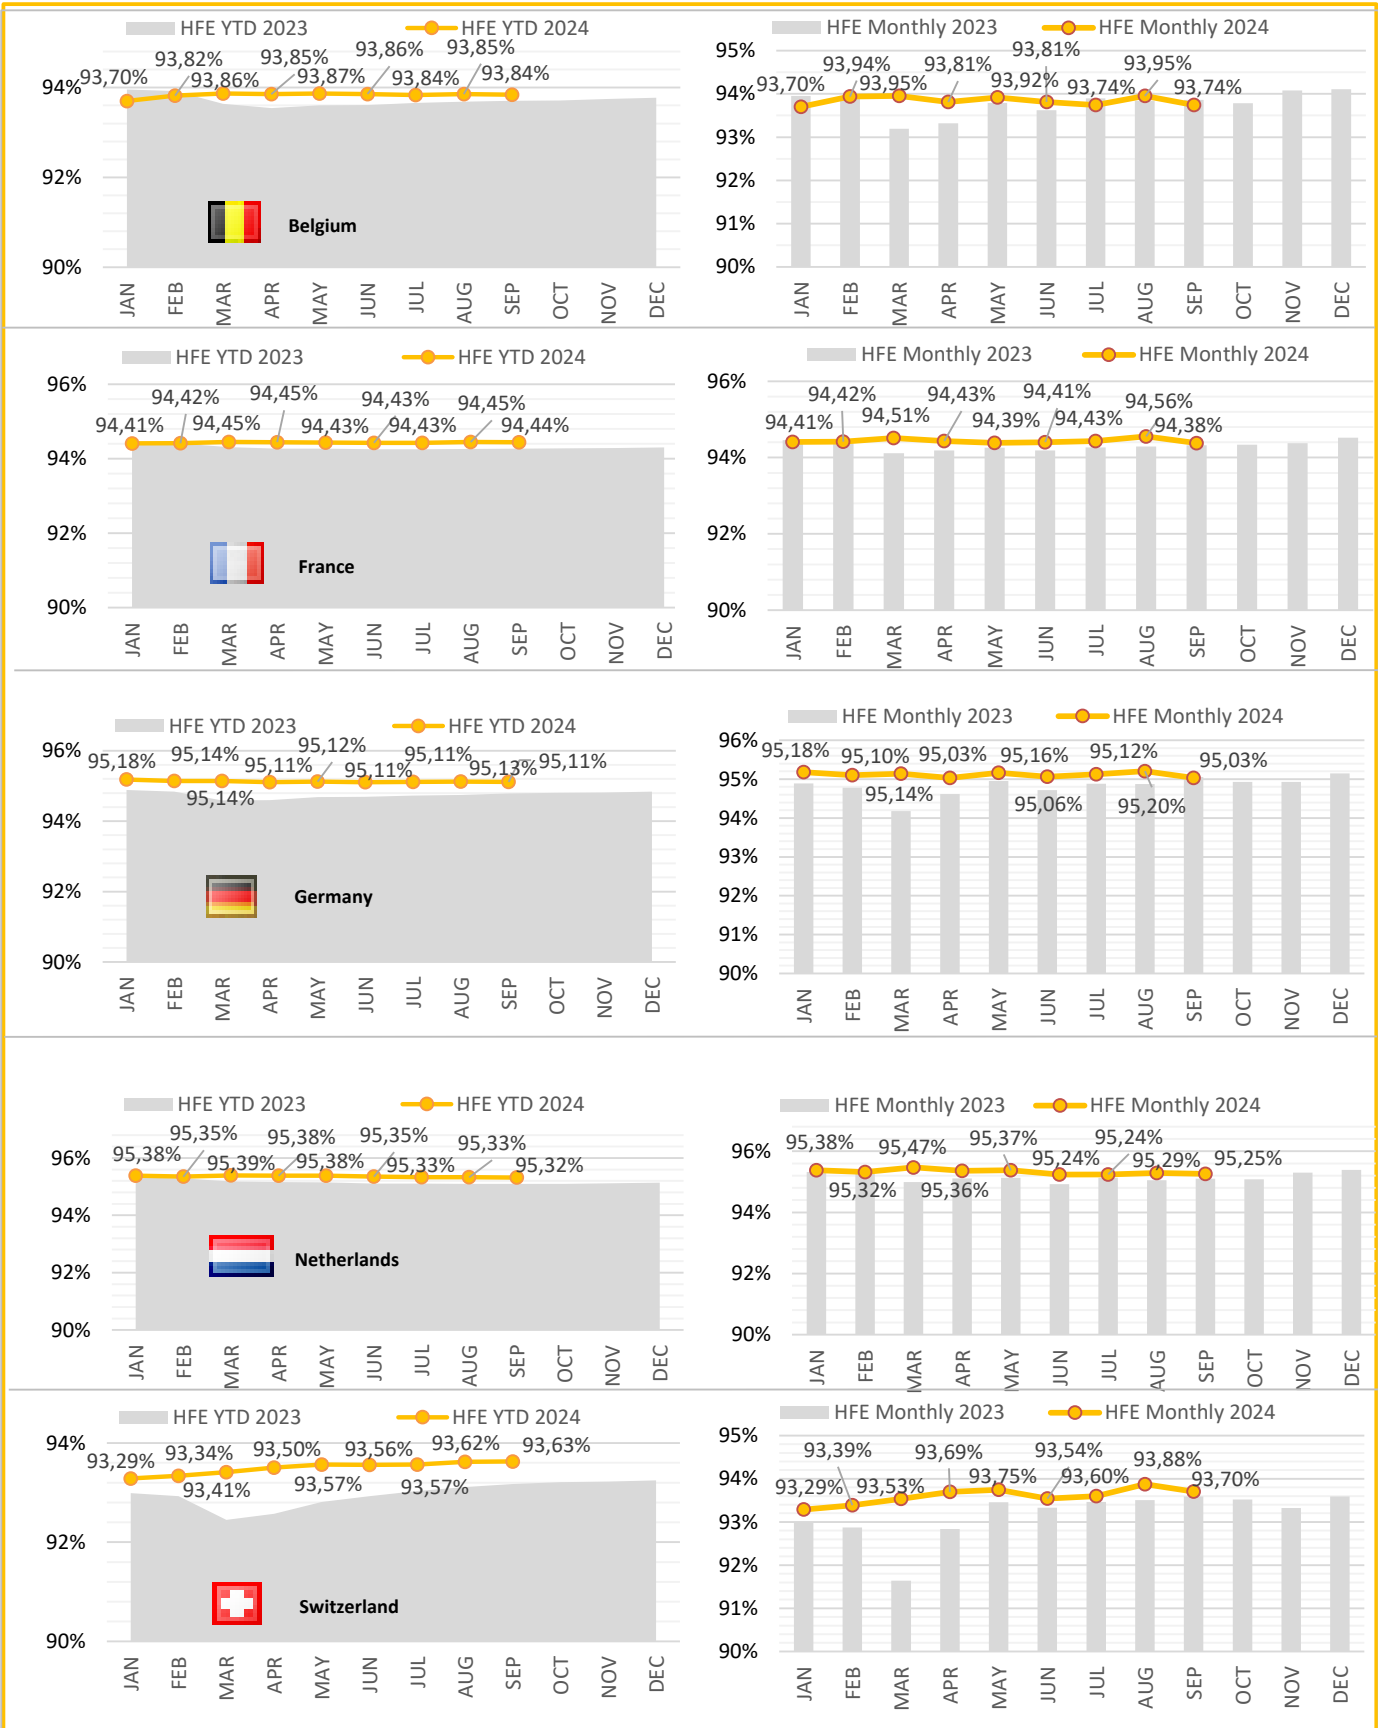 HFE YTD 2023 HFE YTD 2024
93,70% 93,82% 93,86% 93,85% 93,87% 93,86% 93,84% 93,85% 93,84%
94%
92%
90%
Belgium
JAN FEB MAR APR MAY JUN JUL AUG SEP OCT NOV DEC
HFE Monthly 2023 HFE Monthly 2024
93,70% 93,94% 93,95% 93,81% 93,92% 93,81% 93,74% 93,95% 93,74%
95%
94%
93%
92%
91%
90%
JAN FEB MAR APR MAY JUN JUL AUG SEP OCT NOV DEC
HFE YTD 2023 HFE YTD 2024
94,41% 94,42% 94,45% 94,45% 94,43% 94,43% 94,43% 94,45% 94,44%
96%
94%
92%
90%
France
JAN FEB MAR APR MAY JUN JUL AUG SEP OCT NOV DEC
HFE Monthly 2023 HFE Monthly 2024
94,41% 94,42% 94,51% 94,43% 94,39% 94,41% 94,43% 94,56% 94,38%
96%
94%
92%
90%
JAN FEB MAR APR MAY JUN JUL AUG SEP OCT NOV DEC
HFE YTD 2023 HFE YTD 2024
95,18% 95,14% 95,14% 95,11% 95,12% 95,11% 95,11% 95,13% 95,11%
96%
94%
92%
90%
Germany
JAN FEB MAR APR MAY JUN JUL AUG SEP OCT NOV DEC
HFE Monthly 2023 HFE Monthly 2024
95,18% 95,10% 95,14% 95,03% 95,16% 95,06% 95,12% 95,20% 95,03%
96%
95%
94%
93%
92%
91%
90%
JAN FEB MAR APR MAY JUN JUL AUG SEP OCT NOV DEC
HFE YTD 2023 HFE YTD 2024
95,38% 95,35% 95,39% 95,38% 95,38% 95,35% 95,33% 95,33% 95,32%
96%
94%
92%
90%
Netherlands
JAN FEB MAR APR MAY JUN JUL AUG SEP OCT NOV DEC
HFE Monthly 2023 HFE Monthly 2024
95,38% 95,32% 95,47% 95,36% 95,37% 95,24% 95,24% 95,29% 95,25%
96%
94%
92%
90%
JAN FEB MAR APR MAY JUN JUL AUG SEP OCT NOV DEC
HFE YTD 2023 HFE YTD 2024
93,29% 93,34% 93,41% 93,50% 93,57% 93,56% 93,57% 93,62% 93,63%
94%
92%
90%
Switzerland
JAN FEB MAR APR MAY JUN JUL AUG SEP OCT NOV DEC
HFE Monthly 2023 HFE Monthly 2024
93,29% 93,39% 93,53% 93,69% 93,75% 93,54% 93,60% 93,88% 93,70%
95%
94%
93%
92%
91%
90%
JAN FEB MAR APR MAY JUN JUL AUG SEP OCT NOV DEC